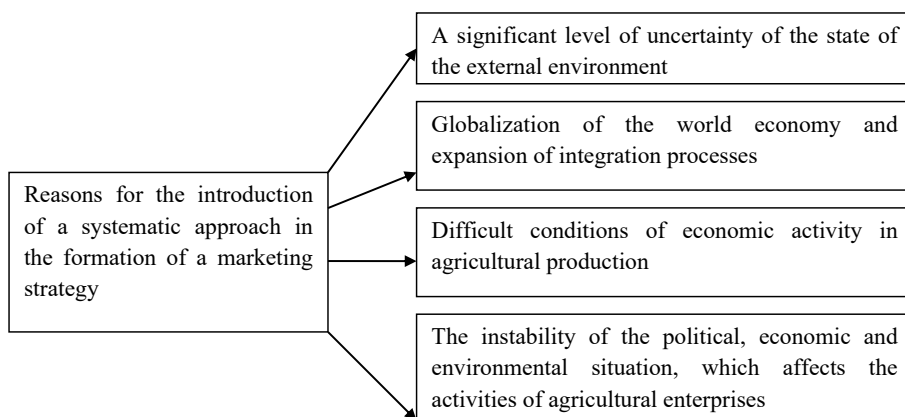 A significant level of uncertainty of the state of
the external environment
Globalization of the world economy and
expansion of integration processes
Reasons for the introduction
of a systematic approach in
the formation of a marketing
strategy
Difficult conditions of economic activity in
agricultural production
The instability of the political, economic and
environmental situation, which affects the
activities of agricultural enterprises